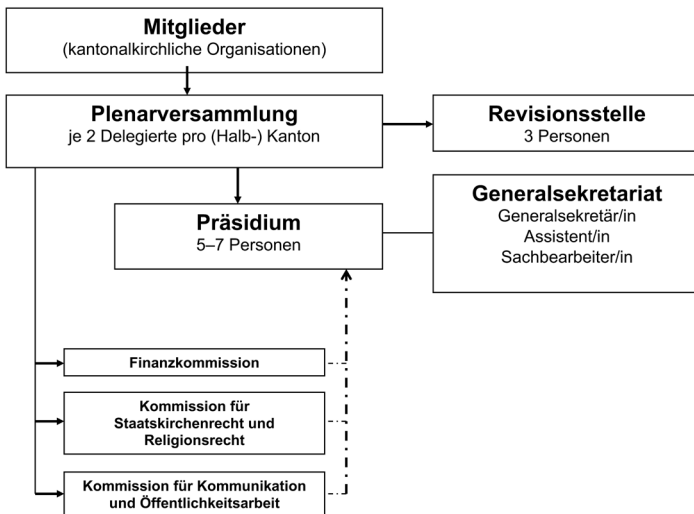 Mitglieder
(kantonalkirchliche Organisationen)
Plenarversammlung
je 2 Delegierte pro (Halb-) Kanton
Revisionsstelle
3 Personen
Präsidium
5–7 Personen
Generalsekretariat
Generalsekretär/in
Assistent/in
Sachbearbeiter/in
Finanzkommission
Kommission für
Staatskirchenrecht und
Religionsrecht
Kommission für Kommunikation
und Öffentlichkeitsarbeit